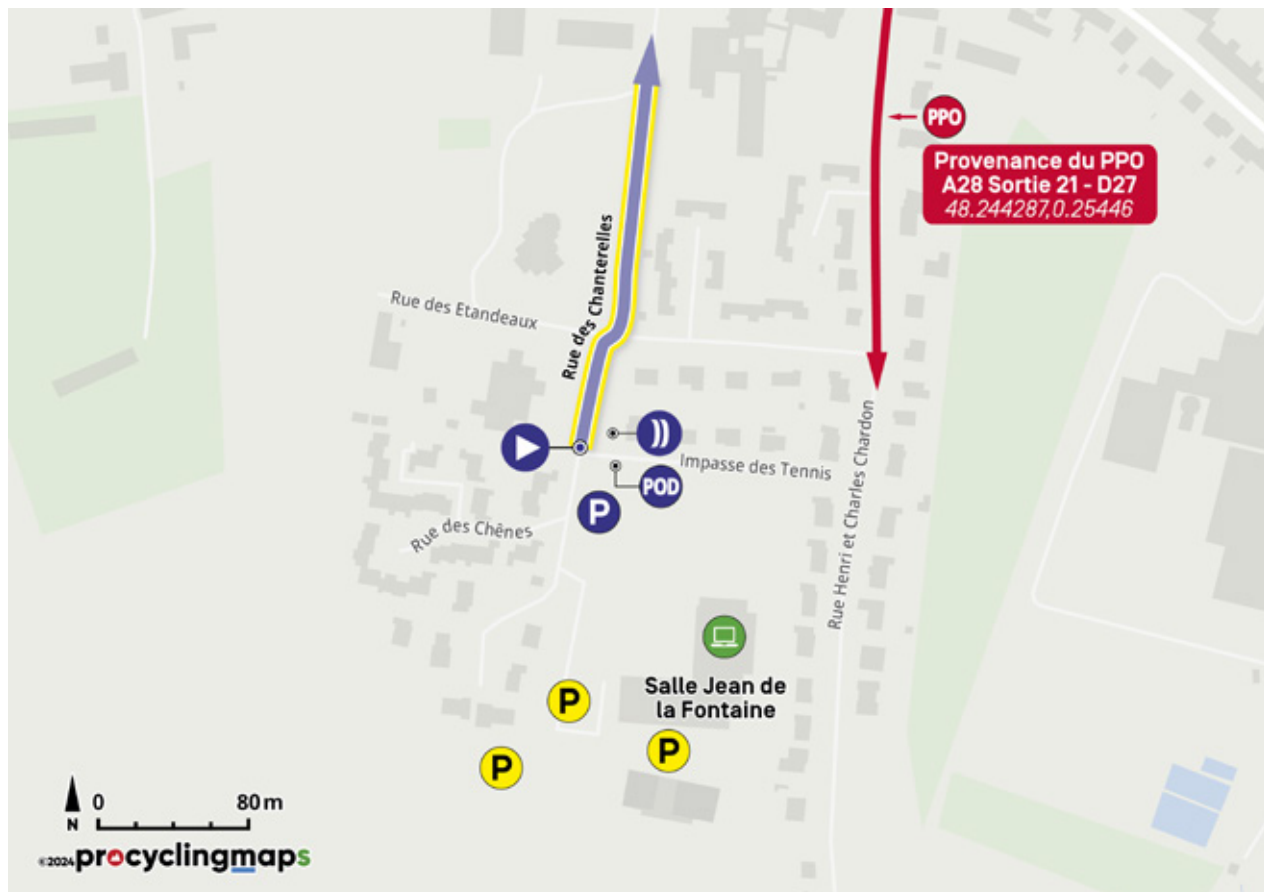 PPO
Provenance du PPO
A28 Sortie 21 - D27
48.244287,0.25446
Rue des Chanterelles
Rue des Etandeaux
POD
Impasse des Tennis
P
Rue des Chênes
Rue Henri et Charles Chardon
Salle Jean de
la Fontaine
P
P
P
N
0 80 m
©2024 procyclingmaps